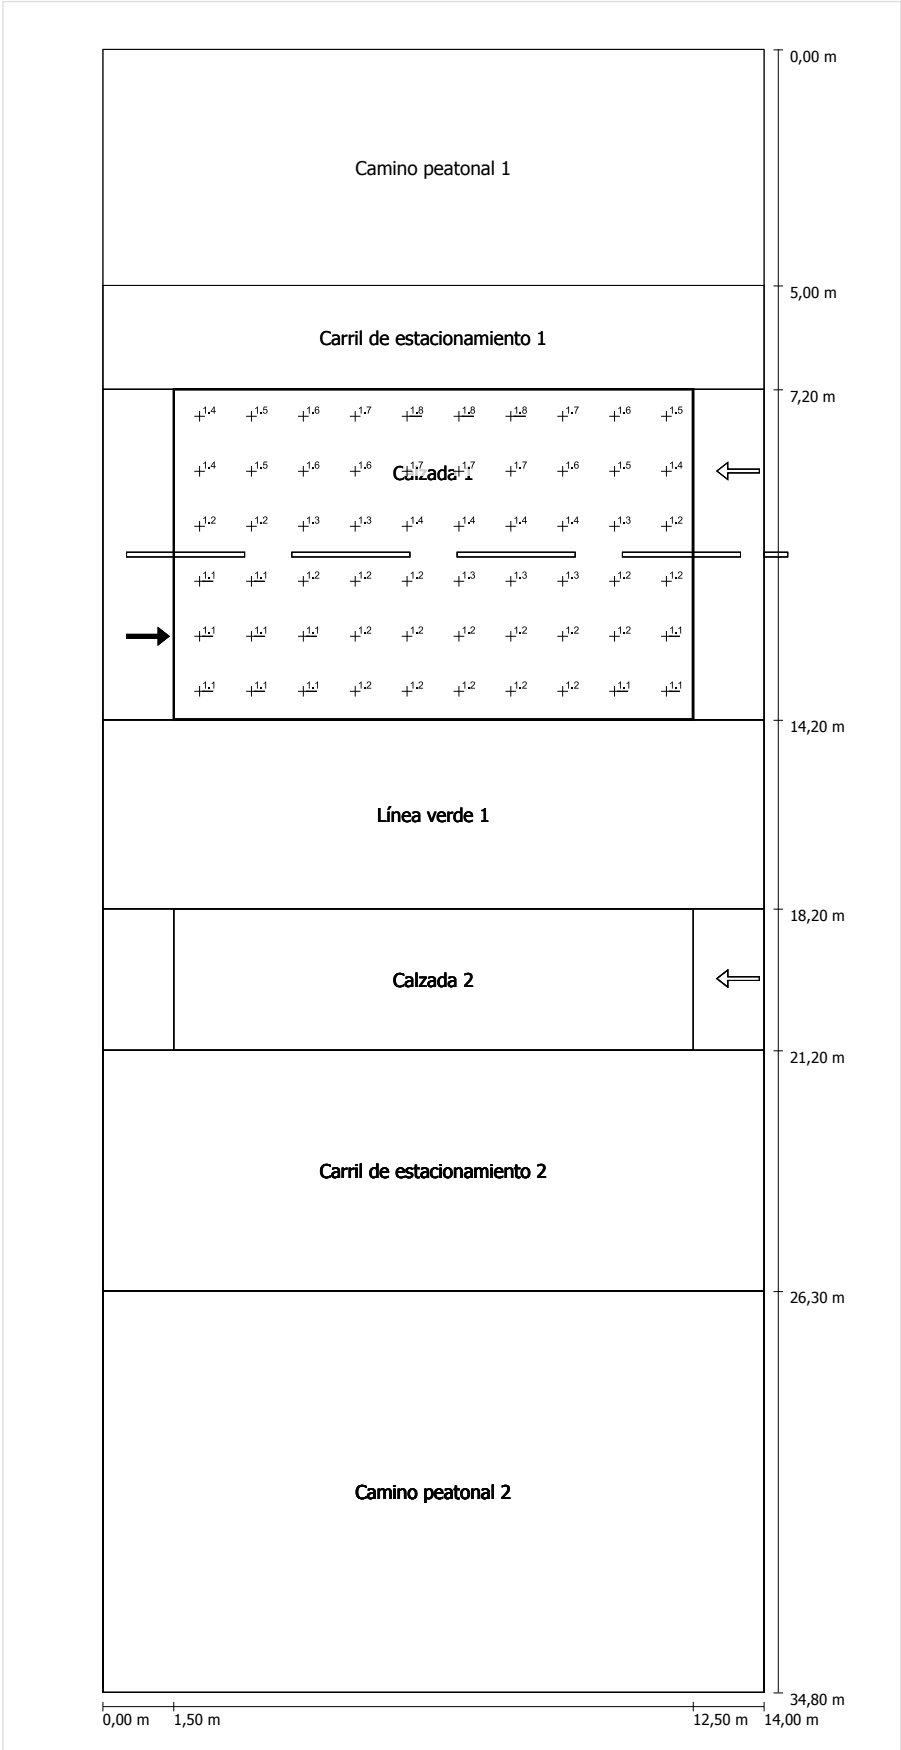 0,00 m
Camino peatonal 1
5,00 m
Carril de estacionamiento 1
7,20 m
1.4 1.5 1.6 1.7 1.8 1.8 1.8 1.7 1.6 1.5
1.4 1.5 1.6 1.6 1.7 1.7 1.7 1.6 1.5 1.4
Calzada 1
1.2 1.2 1.3 1.3 1.4 1.4 1.4 1.4 1.3 1.2
1.1 1.1 1.2 1.2 1.2 1.3 1.3 1.3 1.2 1.2
1.1 1.1 1.1 1.2 1.2 1.2 1.2 1.2 1.2 1.1
1.1 1.1 1.1 1.2 1.2 1.2 1.2 1.2 1.1 1.1
14,20 m
Línea verde 1
18,20 m
Calzada 2
21,20 m
Carril de estacionamiento 2
26,30 m
Camino peatonal 2
34,80 m
0,00 m 1,50 m 12,50 m 14,00 m